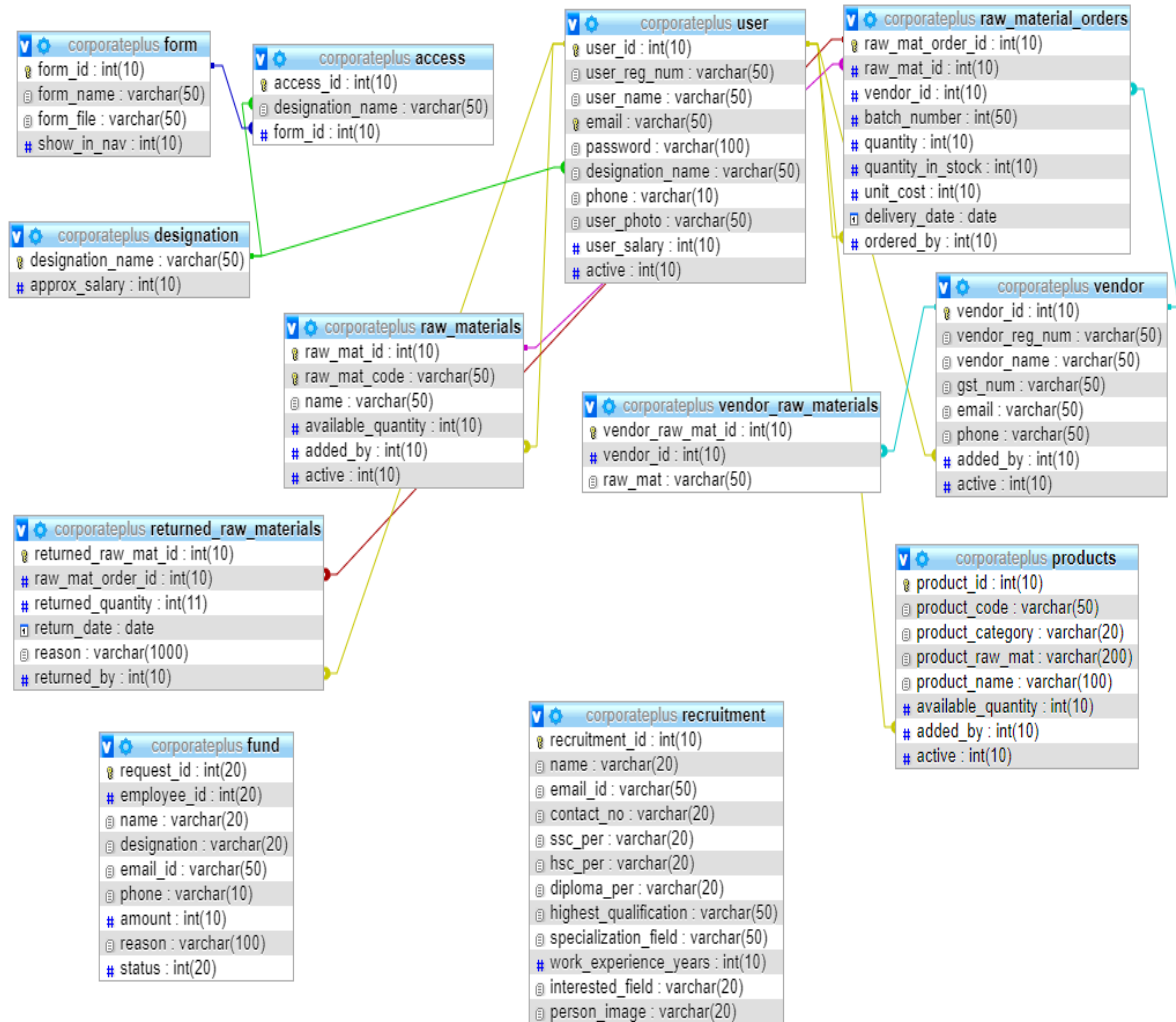 corporateplus form
form_id : int(10)
form_name : varchar(50)
form_file : varchar(50)
show_in_nav : int(10)
corporateplus access
access_id : int(10)
designation_name : varchar(50)
form_id : int(10)
corporateplus user
user_id : int(10)
user_reg_num : varchar(50)
user_name : varchar(50)
email : varchar(50)
password : varchar(100)
designation_name : varchar(50)
phone : varchar(10)
user_photo : varchar(50)
user_salary : int(10)
active : int(10)
corporateplus raw_material_orders
raw_mat_order_id : int(10)
raw_mat_id : int(10)
vendor_id : int(10)
batch_number : int(50)
quantity : int(10)
quantity_in_stock : int(10)
unit_cost : int(10)
delivery_date : date
ordered_by : int(10)
corporateplus designation
designation_name : varchar(50)
approx_salary : int(10)
corporateplus raw_materials
raw_mat_id : int(10)
raw_mat_code : varchar(50)
name : varchar(50)
available_quantity : int(10)
added_by : int(10)
active : int(10)
corporateplus vendor_raw_materials
vendor_raw_mat_id : int(10)
vendor_id : int(10)
raw_mat : varchar(50)
corporateplus vendor
vendor_id : int(10)
vendor_reg_num : varchar(50)
vendor_name : varchar(50)
gst_num : varchar(50)
email : varchar(50)
phone : varchar(50)
added_by : int(10)
active : int(10)
corporateplus returned_raw_materials
returned_raw_mat_id : int(10)
raw_mat_order_id : int(10)
returned_quantity : int(11)
return_date : date
reason : varchar(1000)
returned_by : int(10)
corporateplus products
product_id : int(10)
product_code : varchar(50)
product_category : varchar(20)
product_raw_mat : varchar(200)
product_name : varchar(100)
available_quantity : int(10)
added_by : int(10)
active : int(10)
corporateplus fund
request_id : int(20)
employee_id : int(20)
name : varchar(20)
designation : varchar(20)
email_id : varchar(50)
phone : varchar(10)
amount : int(10)
reason : varchar(100)
status : int(20)
corporateplus recruitment
recruitment_id : int(10)
name : varchar(20)
email_id : varchar(50)
contact_no : varchar(20)
ssc_per : varchar(20)
hsc_per : varchar(20)
diploma_per : varchar(20)
highest_qualification : varchar(50)
specialization_field : varchar(50)
work_experience_years : int(10)
interested_field : varchar(20)
person_image : varchar(20)